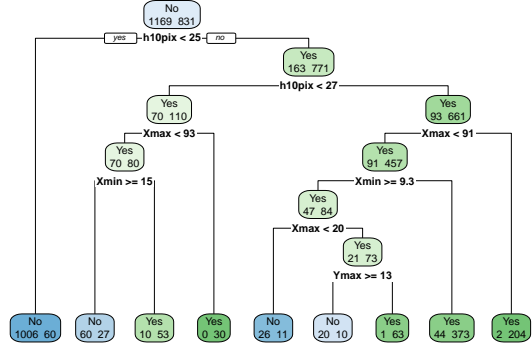 No
1169 831
yes h10pix < 25 no
Yes
163 771
h10pix < 27
Yes
70 110
Yes
93 661
Xmax < 93
Xmax < 91
Yes
70 80
Yes
91 457
Xmin >= 15
Xmin >= 9.3
Yes
47 84
Xmax < 20
Yes
21 73
Ymax >= 13
No
1006 60
No
60 27
Yes
10 53
Yes
0 30
No
26 11
No
20 10
Yes
1 63
Yes
44 373
Yes
2 204